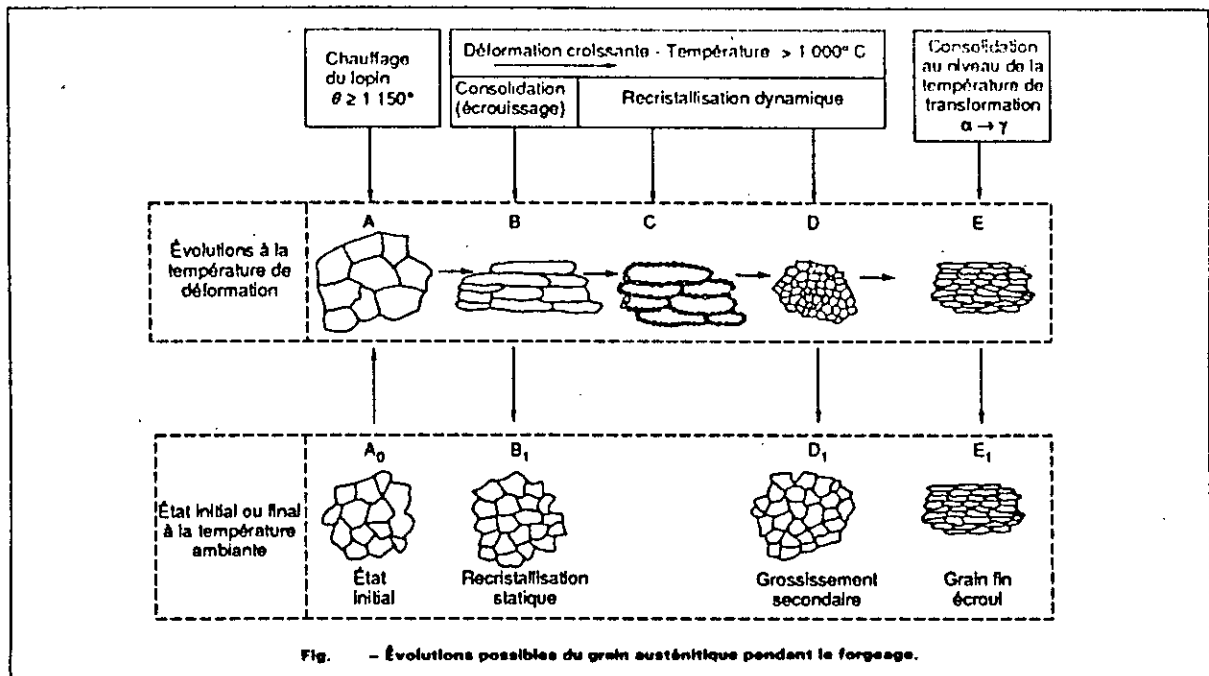 Chauffage
du lopin
θ ≥ 1 150°
Déformation croissante - Température > 1 000° C
Consolidation
(écrouissage)
Recristallisation dynamique
Consolidation
au niveau de la
température de
transformation
α → γ
Évolutions à la
température de
déformation
A
B
C
D
E
État initial ou final
à la température
ambiante
A0
B1
D1
E1
État
initial
Recristallisation
statique
Grossissement
secondaire
Grain fin
écroui
Fig. – Évolutions possibles du grain austénitique pendant le forgeage.